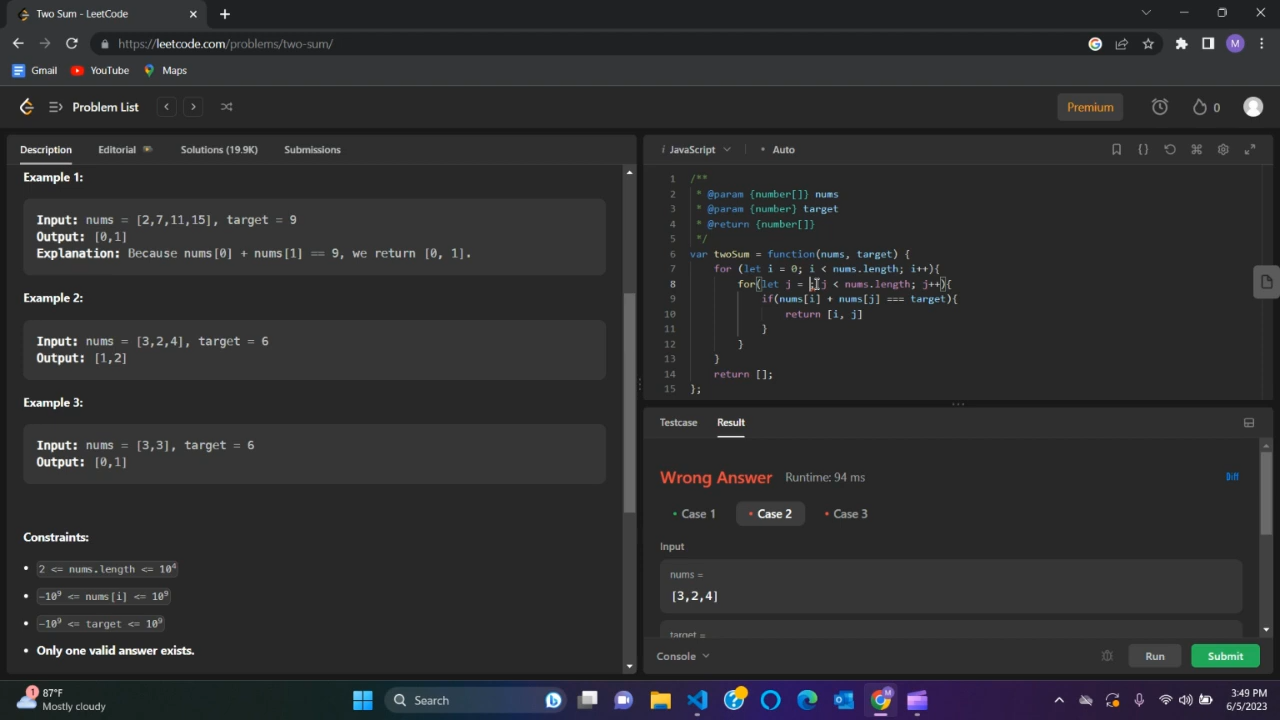 Two Sum - LeetCode
https://leetcode.com/problems/two-sum/
M
Gmail
YouTube
Maps
Problem List
Premium
0
Description
Editorial
Solutions (19.9K)
Submissions
Example 1:
Input: nums = [2,7,11,15], target = 9
Output: [0,1]
Explanation: Because nums[0] + nums[1] == 9, we return [0, 1].
Example 2:
Input: nums = [3,2,4], target = 6
Output: [1,2]
Example 3:
Input: nums = [3,3], target = 6
Output: [0,1]
Constraints:
• 2 <= nums.length <= 10⁴
• -10⁹ <= nums[i] <= 10⁹
• -10⁹ <= target <= 10⁹
• Only one valid answer exists.
i JavaScript
• Auto
1 /**
2 * @param {number[]} nums
3 * @param {number} target
4 * @return {number[]}
5 */
6 var twoSum = function(nums, target) {
7 for (let i = 0; i < nums.length; i++){
8 for(let j = ; j < nums.length; j++){
9 if(nums[i] + nums[j] === target){
10 return [i, j]
11 }
12 }
13 }
14 return [];
15 };
Testcase
Result
Wrong Answer
Runtime: 94 ms
Diff
• Case 1
• Case 2
• Case 3
Input
nums =
[3,2,4]
target =
Console
Run
Submit
1
87°F
Mostly cloudy
Search
M
3:49 PM
6/5/2023